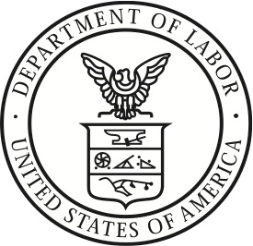 DEPARTMENT OF LABOR
UNITED STATES OF AMERICA